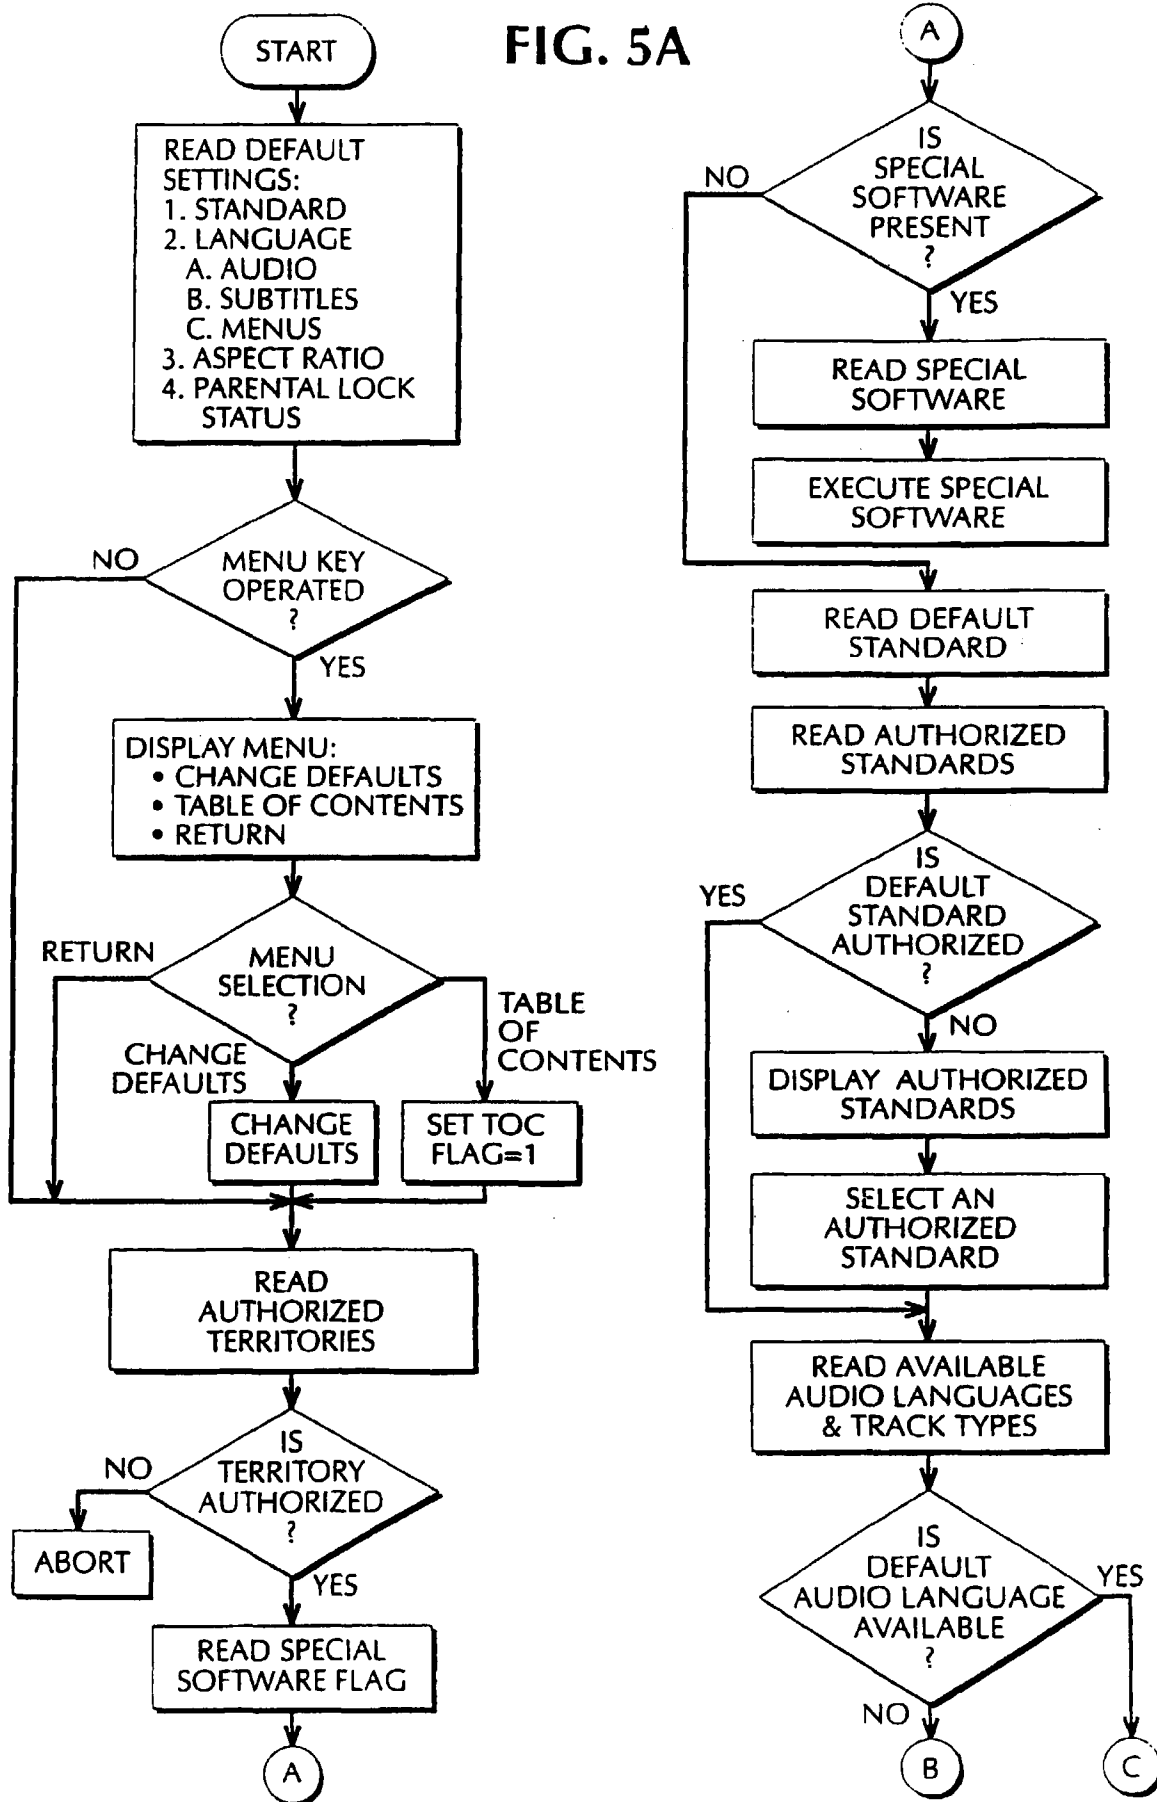 FIG. 5A
START
READ DEFAULT
SETTINGS:
1. STANDARD
2. LANGUAGE
A. AUDIO
B. SUBTITLES
C. MENUS
3. ASPECT RATIO
4. PARENTAL LOCK
STATUS
NO
MENU KEY
OPERATED
?
YES
DISPLAY MENU:
• CHANGE DEFAULTS
• TABLE OF CONTENTS
• RETURN
RETURN
MENU
SELECTION
?
TABLE
OF
CONTENTS
CHANGE
DEFAULTS
CHANGE
DEFAULTS
SET TOC
FLAG=1
READ
AUTHORIZED
TERRITORIES
NO
IS
TERRITORY
AUTHORIZED
?
ABORT
YES
READ SPECIAL
SOFTWARE FLAG
A
A
NO
IS
SPECIAL
SOFTWARE
PRESENT
?
YES
READ SPECIAL
SOFTWARE
EXECUTE SPECIAL
SOFTWARE
READ DEFAULT
STANDARD
READ AUTHORIZED
STANDARDS
YES
IS
DEFAULT
STANDARD
AUTHORIZED
?
NO
DISPLAY AUTHORIZED
STANDARDS
SELECT AN
AUTHORIZED
STANDARD
READ AVAILABLE
AUDIO LANGUAGES
& TRACK TYPES
IS
DEFAULT
AUDIO LANGUAGE
AVAILABLE
?
YES
NO
B
C